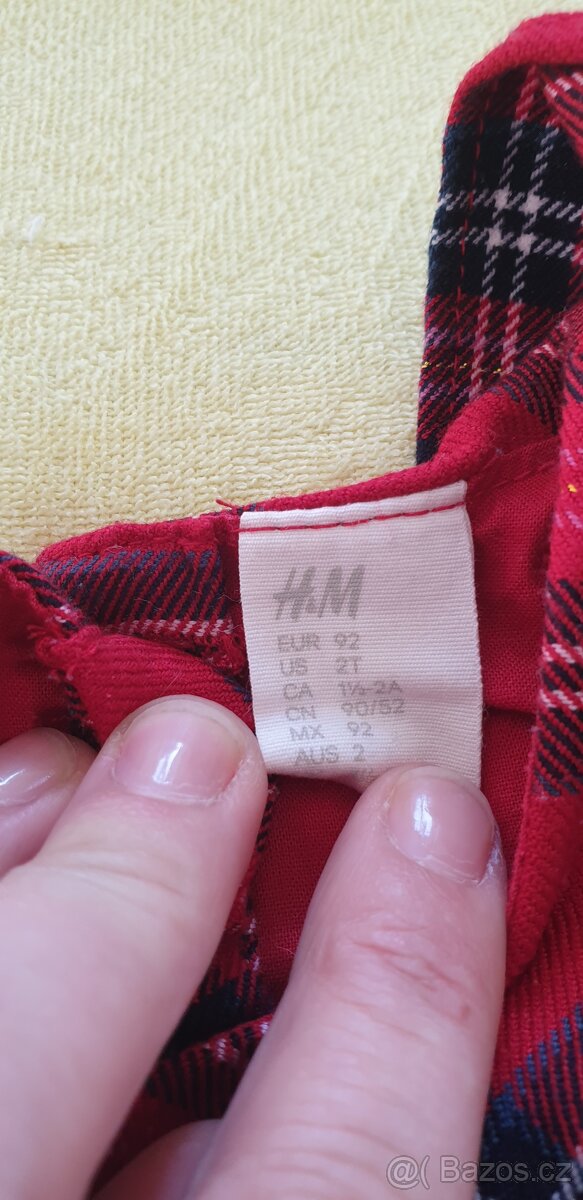 H&M
EUR 92
US 2T
CA 1½-2A
CN 90/52
MX 92
AUS 2
@( Bazos.cz